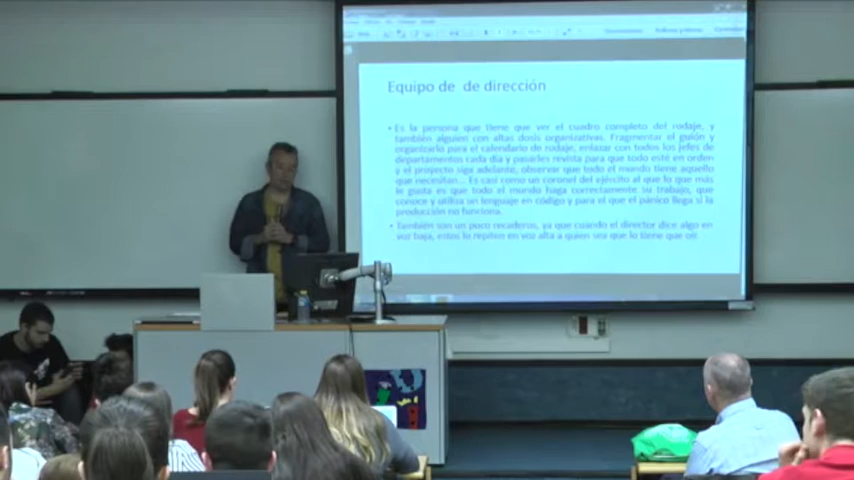 Equipo de de dirección
• Es la persona que tiene que ver el cuadro completo del rodaje, y
también alguien con altas dosis organizativas. Fragmentar el guión y
organizarlo para el calendario de rodaje, enlazar con todos los jefes de
departamentos cada día y pasarles revista para que todo esté en orden
y el proyecto siga adelante, observar que todo el mundo tiene aquello
que necesitan... Es casi como un coronel del ejército al que lo que más
le gusta es que todo el mundo haga correctamente su trabajo, que
conoce y utiliza un lenguaje en código y para el que el pánico llega si la
producción no funciona.
• También son un poco recaderos, ya que cuando el director dice algo en
voz baja, estos lo repiten en voz alta a quien sea que lo tiene que oír.